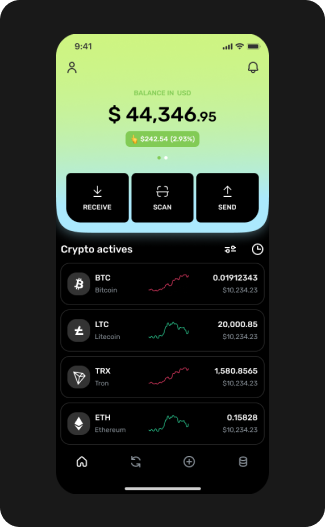 9:41
BALANCE IN USD
$ 44,346.95
$242.54 (2.93%)
RECEIVE
SCAN
SEND
Crypto actives
BTC
0.01912343
Bitcoin
$10,234.23
LTC
20,000.85
Litecoin
$10,234.23
TRX
1.580.8565
Tron
$10,234.23
ETH
0.15828
Ethereum
$10,234.23